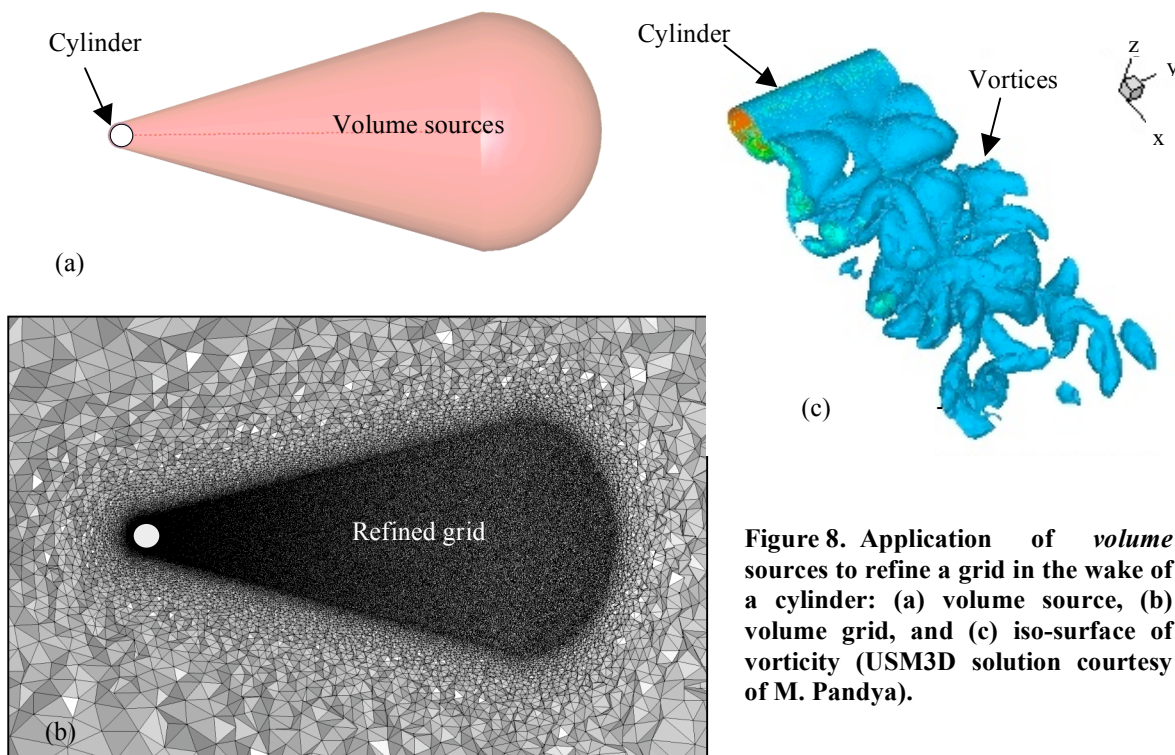 Cylinder
Volume sources
(a)
Cylinder
Vortices
z
y
x
(c)
Refined grid
(b)
Figure 8. Application of volume
sources to refine a grid in the wake of
a cylinder: (a) volume source, (b)
volume grid, and (c) iso-surface of
vorticity (USM3D solution courtesy
of M. Pandya).